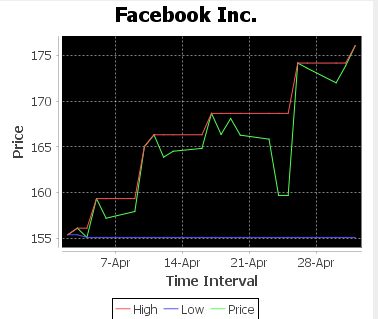 Facebook Inc.
Price
175
170
165
160
155
7-Apr 14-Apr 21-Apr 28-Apr
Time Interval
High Low Price